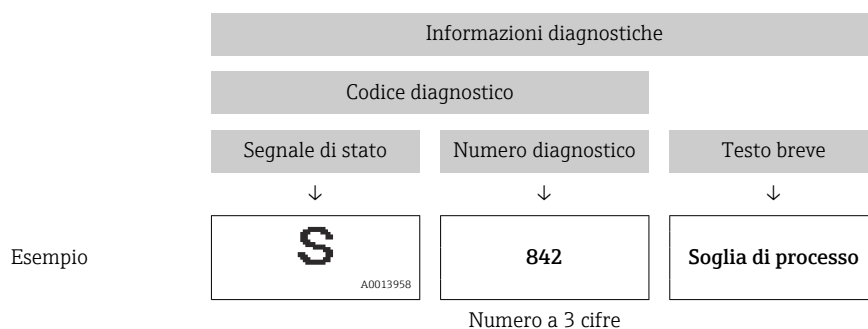 Informazioni diagnostiche
Codice diagnostico
Segnale di stato Numero diagnostico Testo breve
↓ ↓ ↓
Esempio S 842 Soglia di processo
A0013958
Numero a 3 cifre